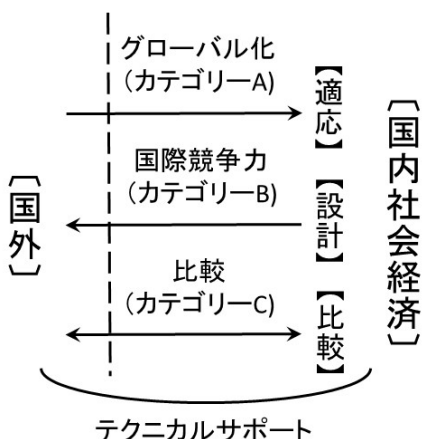 グローバル化
（カテゴリーA)
【適応】
国際競争力
（カテゴリーB)
【設計】
比較
（カテゴリーC)
【比較】
〔国外〕
〔国内社会経済〕
テクニカルサポート